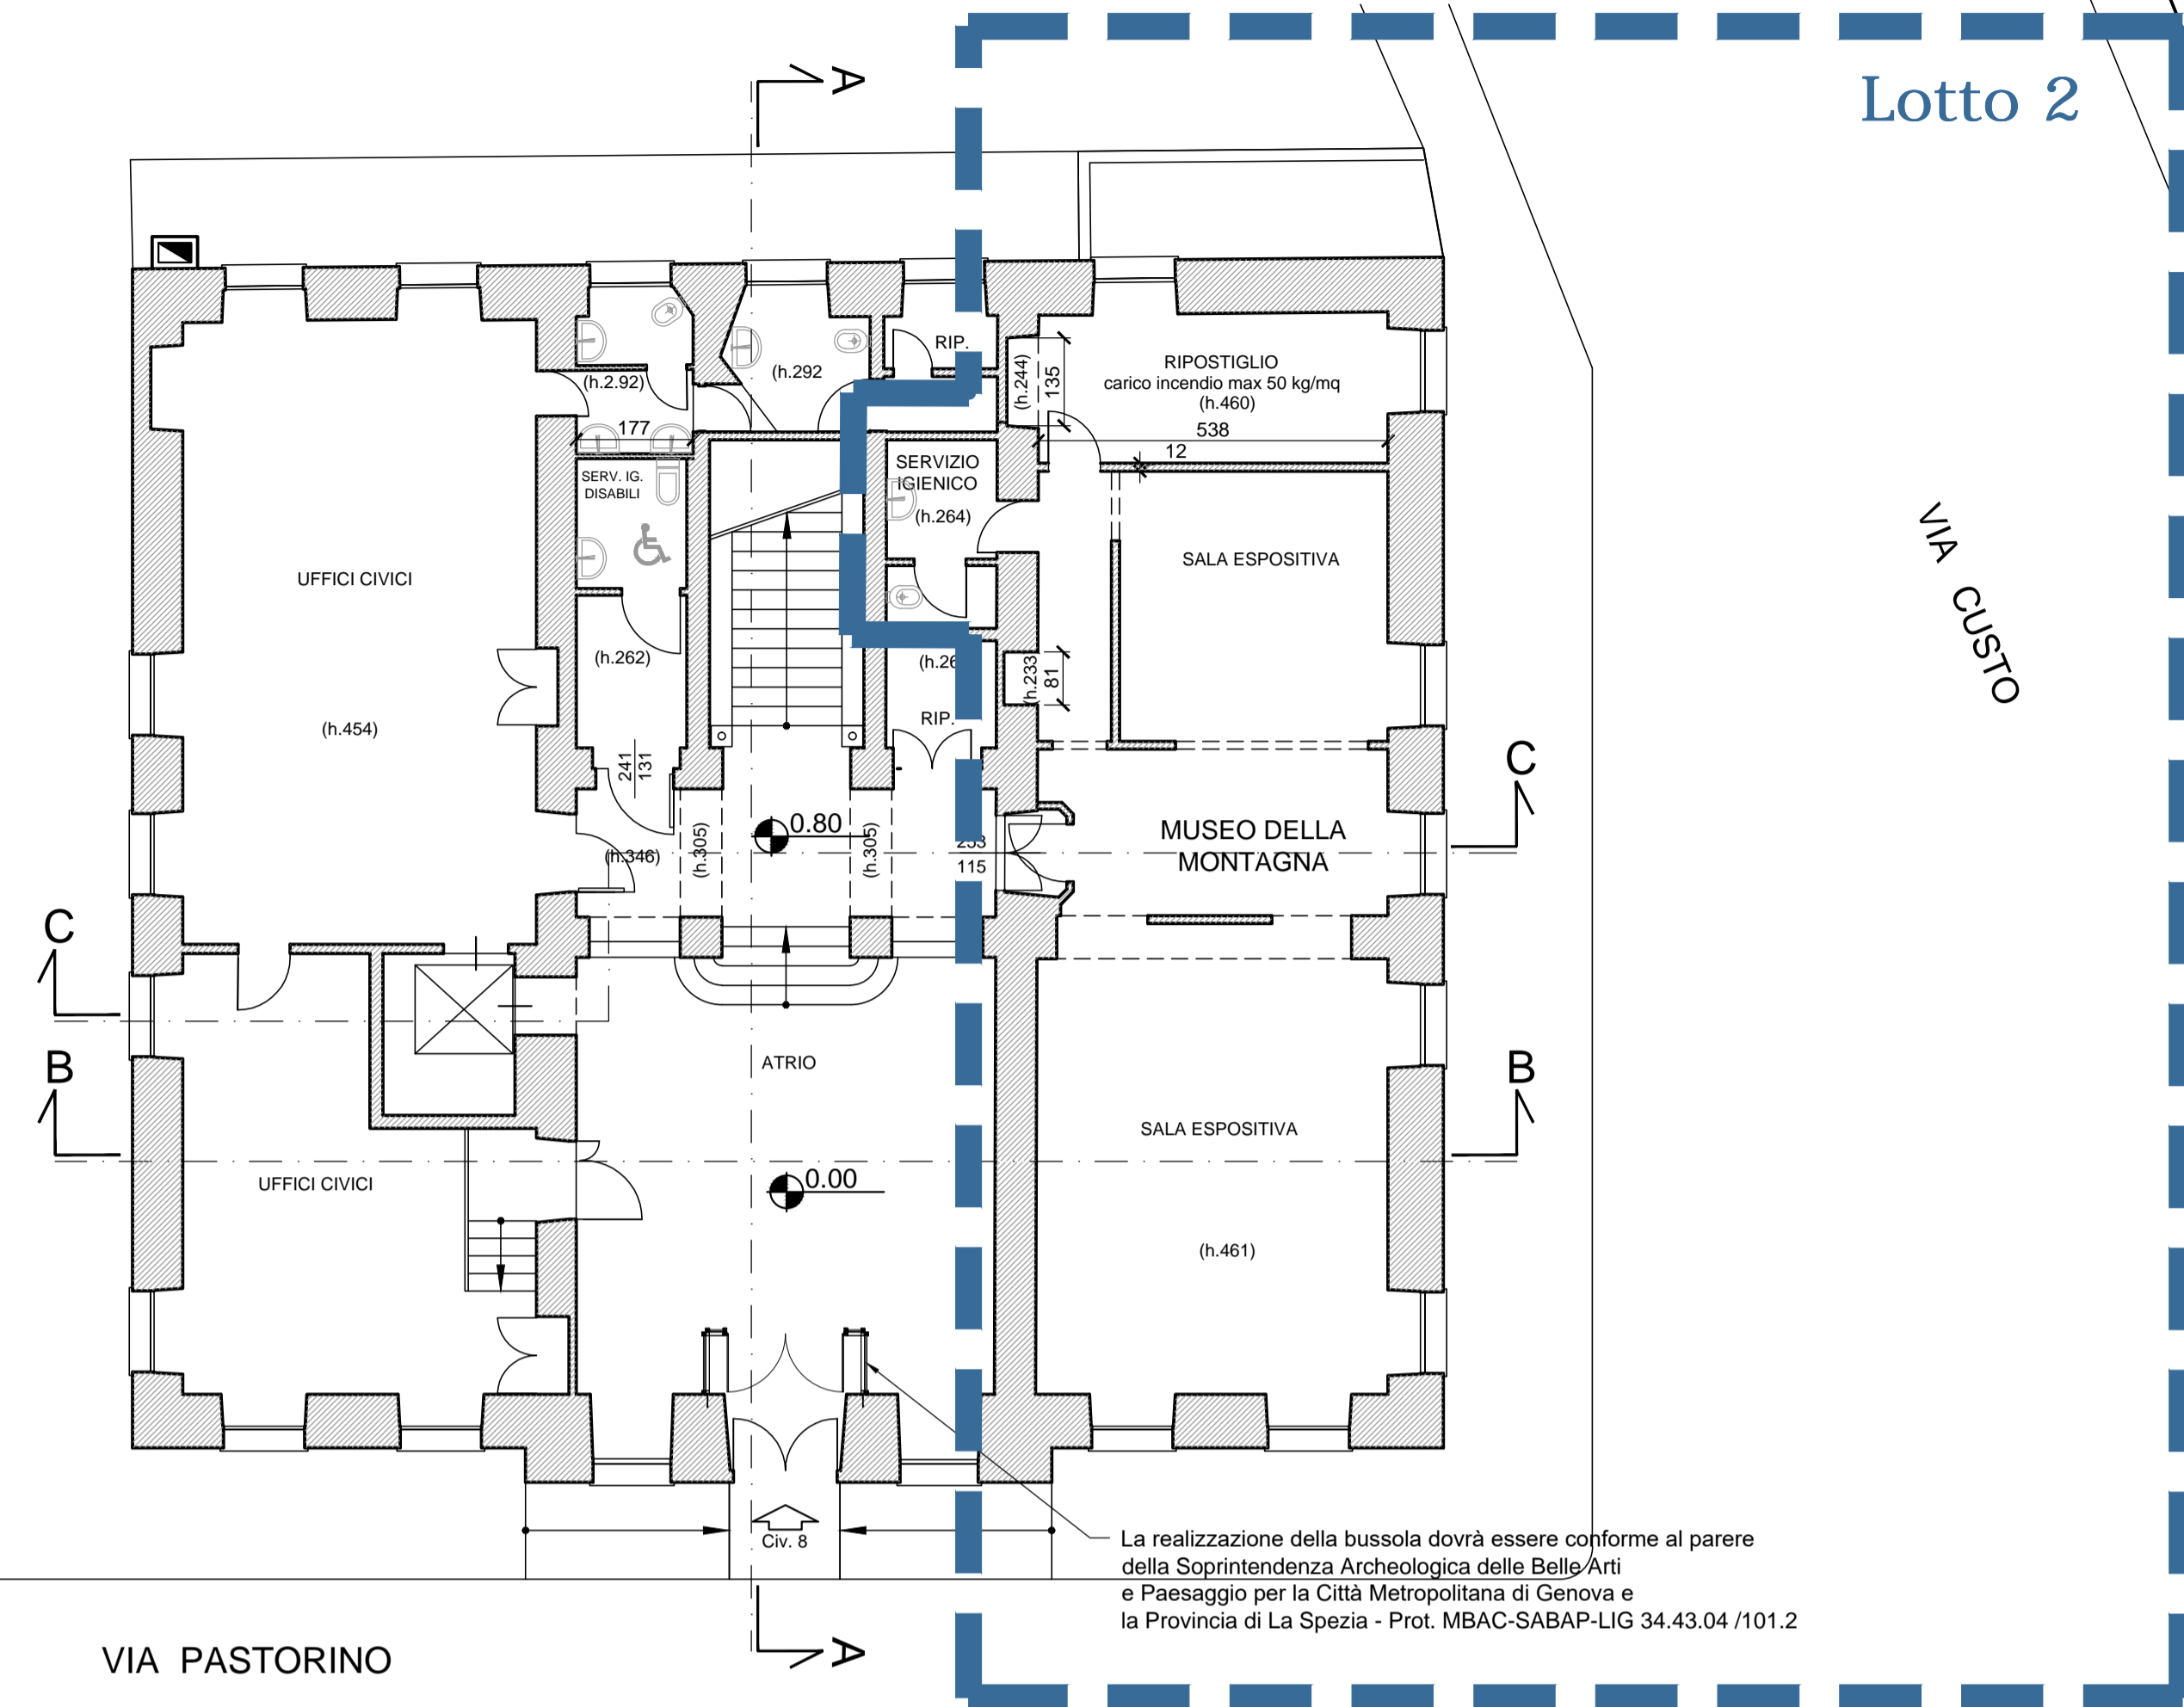 Lotto 2
A
RIP.
(h.2.92)
(h.292
(h.244)
135
RIPOSTIGLIO
carico incendio max 50 kg/mq
(h.460)
177
538
12
SERV. IG.
DISABILI
SERVIZIO
IGIENICO
(h.264)
VIA CUSTO
UFFICI CIVICI
SALA ESPOSITIVA
(h.262)
(h.26
(h.233
81
(h.454)
RIP.
241
131
C
0.80
(h.305)
(h.305)
(h.346)
253
115
MUSEO DELLA
MONTAGNA
C
B
ATRIO
B
SALA ESPOSITIVA
UFFICI CIVICI
0.00
(h.461)
Civ. 8
La realizzazione della bussola dovrà essere conforme al parere
della Soprintendenza Archeologica delle Belle Arti
e Paesaggio per la Città Metropolitana di Genova e
la Provincia di La Spezia - Prot. MBAC-SABAP-LIG 34.43.04 /101.2
A
VIA PASTORINO